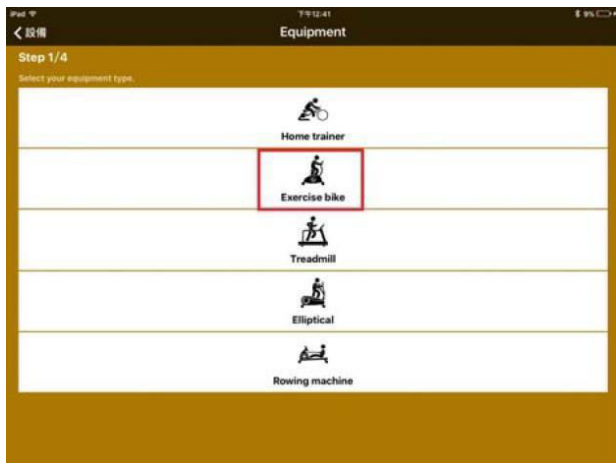 iPad
下午12:41
9%
設備
Equipment
Step 1/4
Select your equipment type.
Home trainer
Exercise bike
Treadmill
Elliptical
Rowing machine